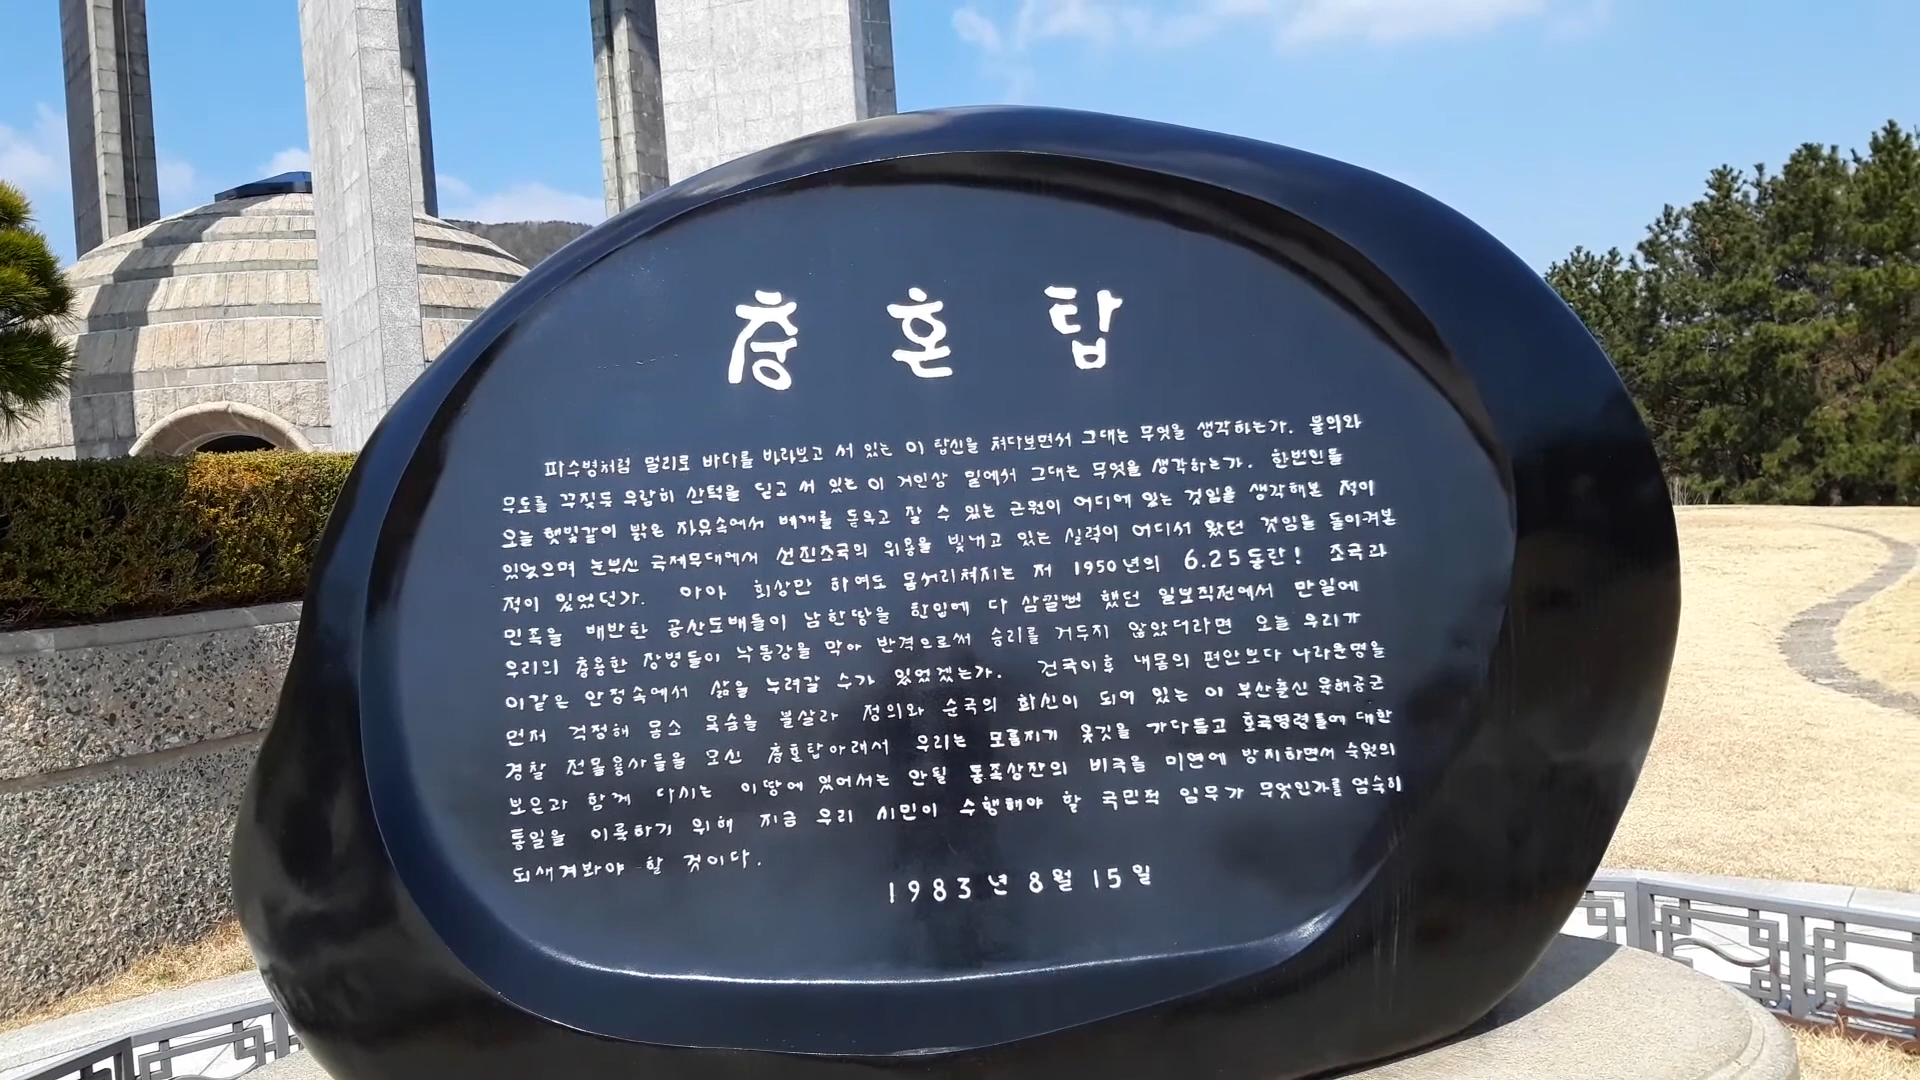 충혼탑
파수병처럼 멀리로 바다를 바라보고 서 있는 이 탑신을 쳐다보면서 그대는 무엇을 생각하는가. 불의와
무도를 꾸짖듯 우람히 산턱을 딛고 서 있는 이 거인상 밑에서 그대는 무엇을 생각하는가. 한번인들
오늘 햇빛같이 밝은 자유속에서 베개를 돋우고 잘 수 있는 근원이 어디에 있는 것임을 생각해본 적이
있었으며 눈부신 국제무대에서 선진조국의 위용을 빛내고 있는 실력이 어디서 왔던 것임을 돌이켜본
적이 있었던가. 아아 회상만 하여도 몸서리쳐지는 저 1950년의 6.25동란! 조국과
민족을 배반한 공산도배들이 남한땅을 한입에 다 삼낄뻔 했던 일보직전에서 만일에
우리의 충용한 장병들이 낙동강을 막아 반격으로써 승리를 거두지 않았더라면 오늘 우리가
이같은 안정속에서 삶을 누려갈 수가 있었겠는가. 건국이후 내몸의 편안보다 나라운명을
먼저 걱정해 몽소 목숨을 불살라 정의와 순국의 화신이 되어 있는 이 부산출신 육해공군
경찰 전몰용사들을 모신 충혼탑아래서 우리는 모름지기 옷깃을 가다듬고 호국영령들에 대한
보은과 함께 다시는 이땅에 있어서는 안될 동족상잔의 비극을 미연에 방지하면서 숙원의
통일을 이룩하기 위해 지금 우리 시민이 수행해야 할 국민적 임무가 무엇인가를 엄숙히
되새겨봐야 할 것이다.
1983년 8월 15일